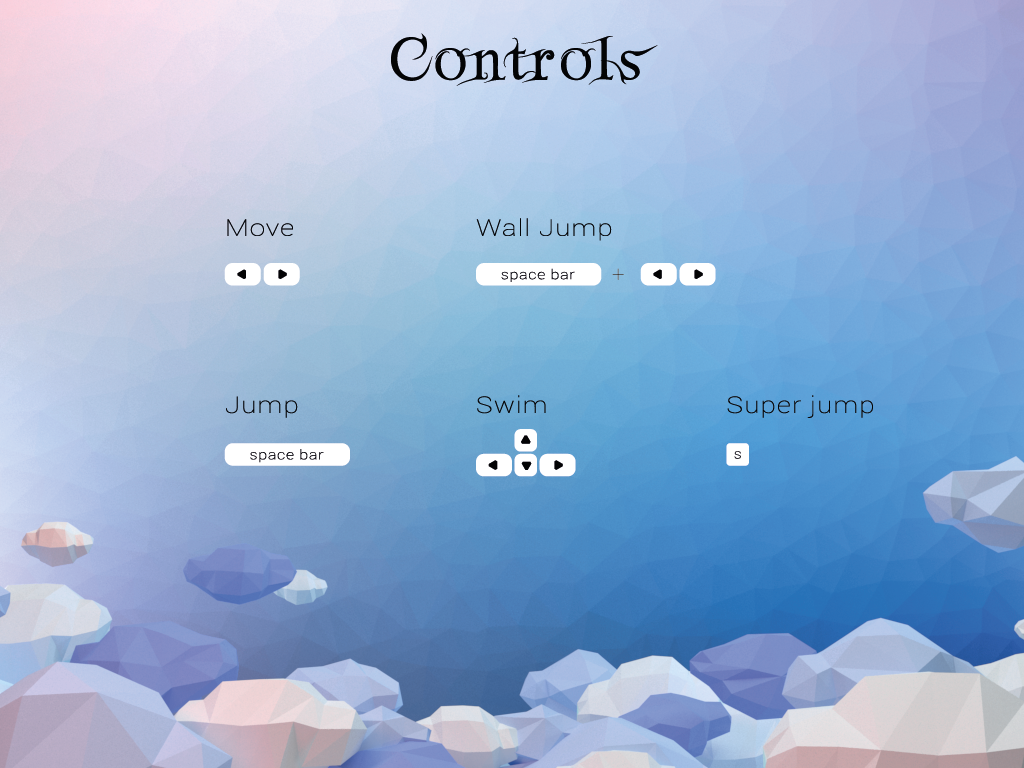 Controls
Move
Wall Jump
◀ ▶
space bar + ◀ ▶
Jump
Swim
Super jump
▲
space bar
◀ ▼ ▶
s